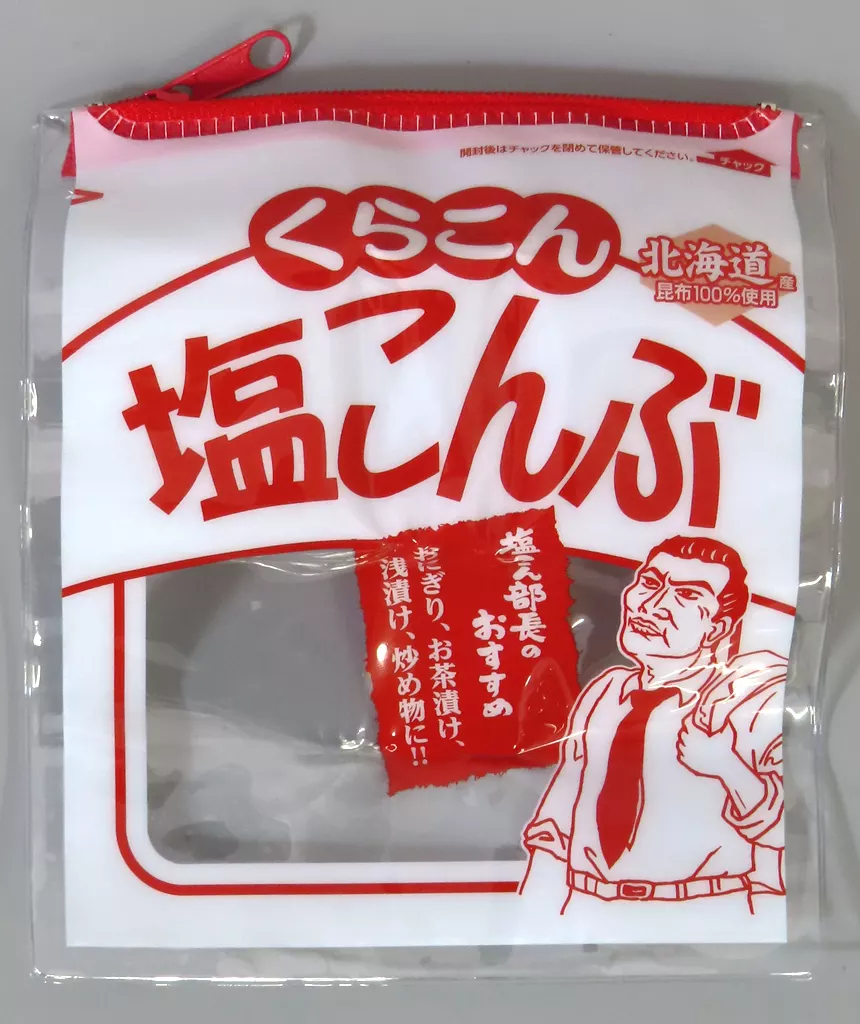 開封後はチャックを閉めて保管してください。
チャック
くらこん
北海道産
昆布100%使用
塩こんぶ
塩こん部長の
おすすめ
おにぎり、お茶漬け、
浅漬け、炒め物に!!